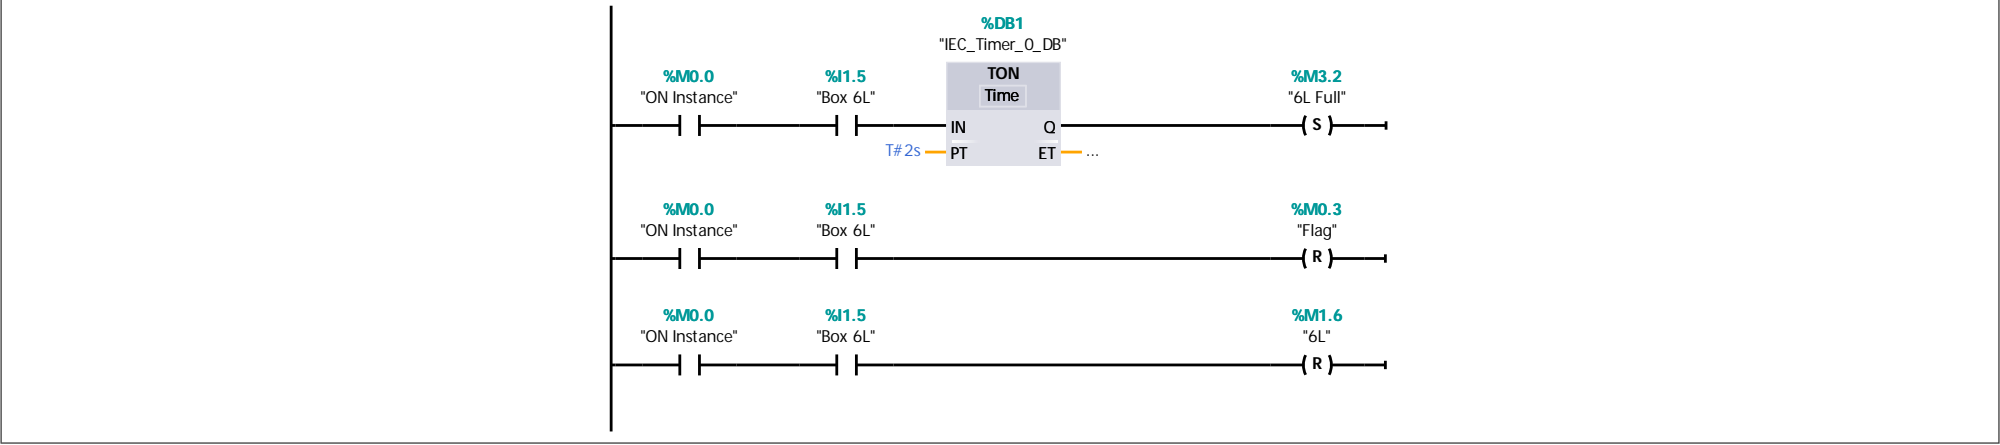 %DB1
"IEC_Timer_0_DB"
%M0.0
"ON Instance"
%I1.5
"Box 6L"
TON
Time
IN
Q
T#2s
PT
ET
...
%M3.2
"6L Full"
S
%M0.0
"ON Instance"
%I1.5
"Box 6L"
%M0.3
"Flag"
R
%M0.0
"ON Instance"
%I1.5
"Box 6L"
%M1.6
"6L"
R